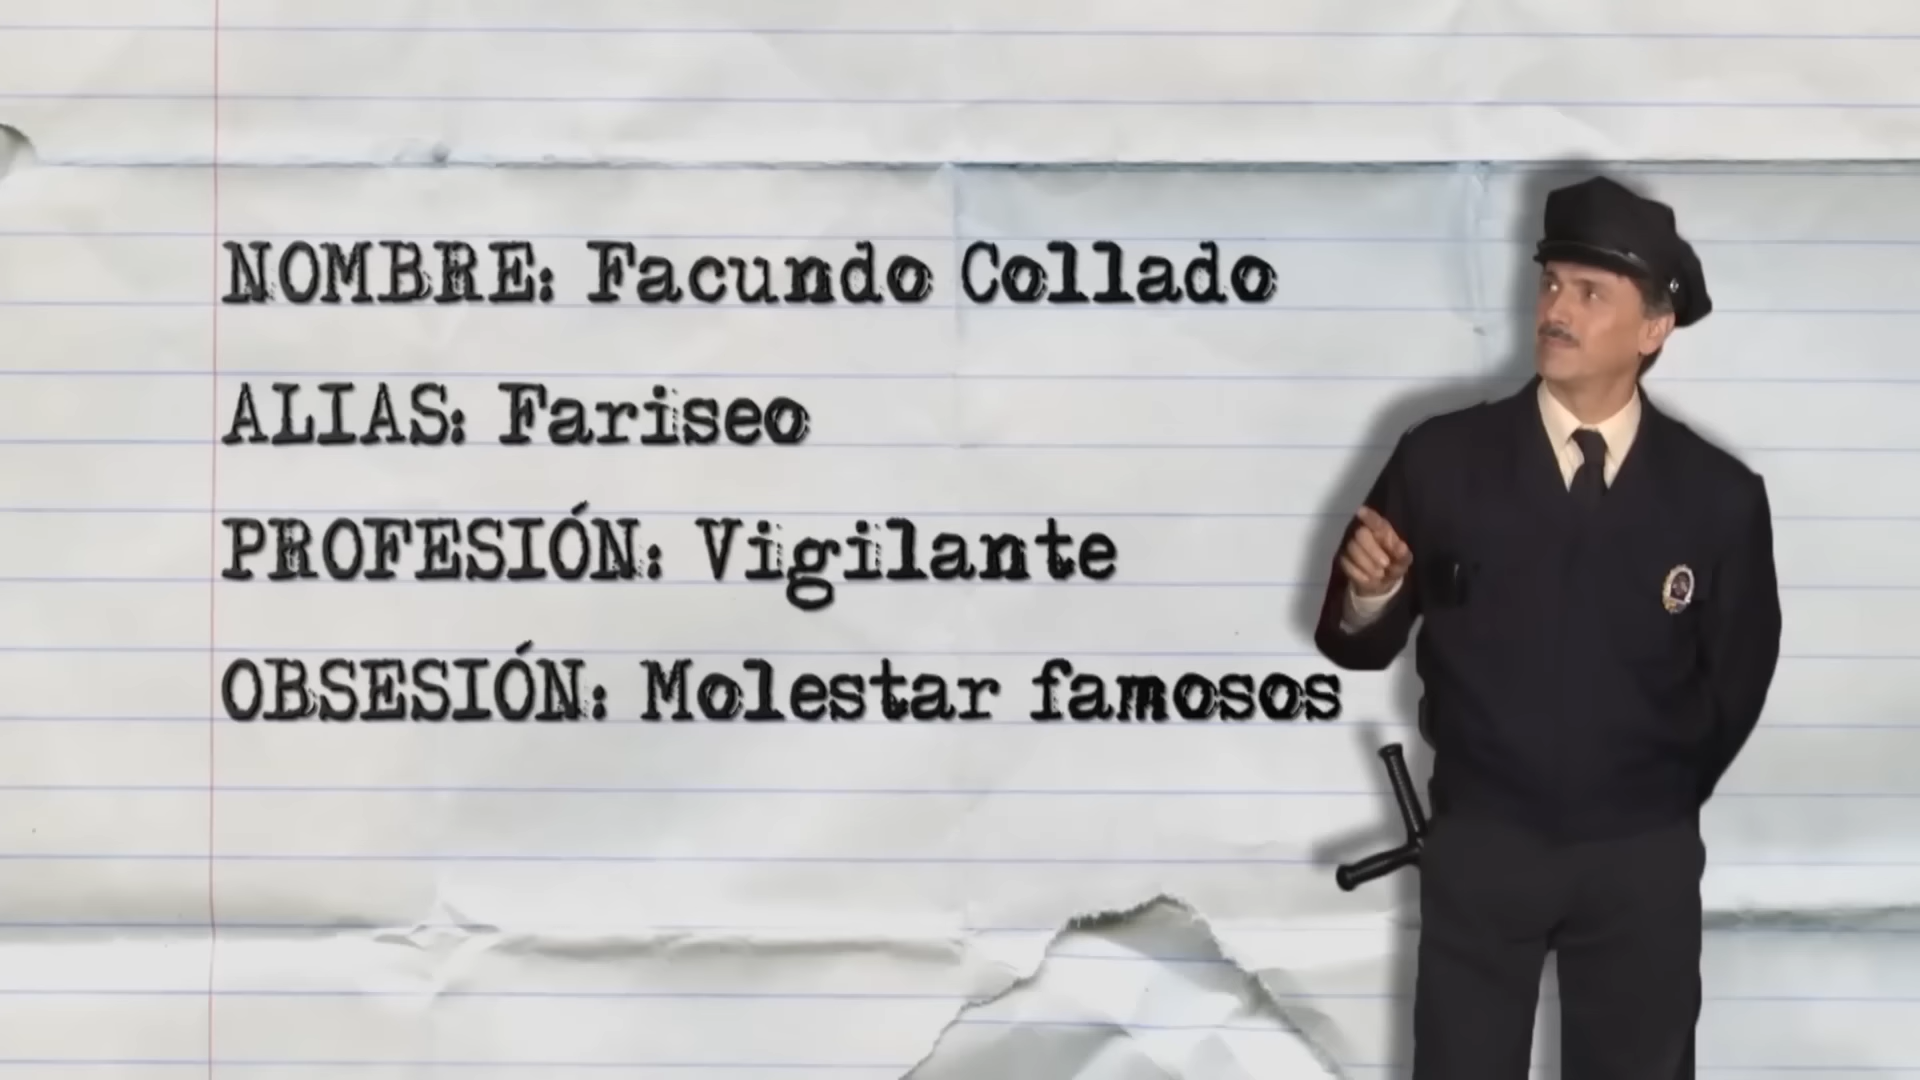 NOMBRE: Facundo Collado
ALIAS: Fariseo
PROFESIÓN: Vigilante
OBSESIÓN: Molestar famosos